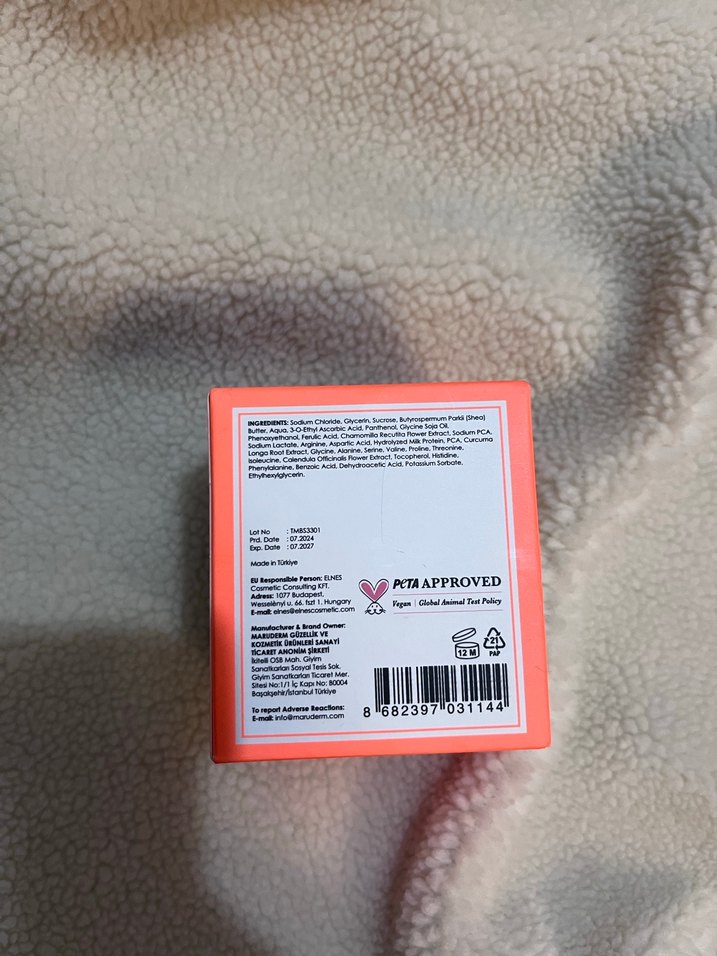 INGREDIENTS: Sodium Chloride, Glycerin, Sucrose, Butyrospermum Parkii (Shea)
Butter, Aqua, 3-O-Ethyl Ascorbic Acid, Panthenol, Glycine Soja Oil,
Phenoxyethanol, Ferulic Acid, Chamomilla Recutita Flower Extract, Sodium PCA,
Sodium Lactate, Arginine, Aspartic Acid, Hydrolyzed Milk Protein, PCA, Curcuma
Longa Root Extract, Glycine, Alanine, Serine, Valine, Proline, Threonine,
Isoleucine, Calendula Officinalis Flower Extract, Tocopherol, Histidine,
Phenylalanine, Benzoic Acid, Dehydroacetic Acid, Potassium Sorbate,
Ethylhexylglycerin.
Lot No : TMBS3301
Prd. Date : 07.2024
Exp. Date : 07.2027
Made in Türkiye
EU Responsible Person: ELNES
Cosmetic Consulting KFT.
Adress: 1077 Budapest,
Wesselényi u. 66. fszt 1. Hungary
E-mail: elnes@elnescosmetic.com
PETA APPROVED
Vegan | Global Animal Test Policy
Manufacturer & Brand Owner:
MARUDERM GÜZELLİK VE
KOZMETİK ÜRÜNLERİ SANAYİ
TİCARET ANONİM ŞİRKETİ
İkitelli OSB Mah. Giyim
Sanatkarları Sosyal Tesis Sok.
Giyim Sanatkarları Ticaret Mer.
Sitesi No:1/1 İç Kapı No: B0004
Başakşehir/İstanbul Türkiye
12 M
21
PAP
To report Adverse Reactions:
E-mail: info@maruderm.com
8 682397 031144